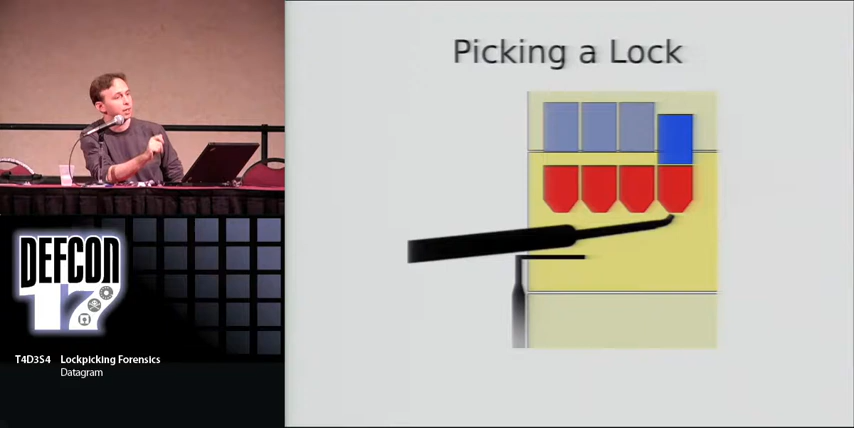 Picking a Lock
DEFCON
17
T4D3S4 Lockpicking Forensics
Datagram